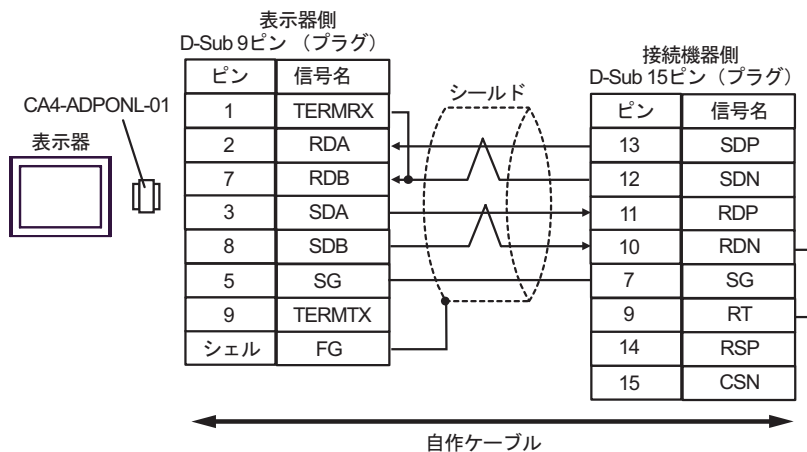 表示器側
D-Sub 9ピン （プラグ）
ピン 信号名
1 TERMRX
2 RDA
7 RDB
3 SDA
8 SDB
5 SG
9 TERMTX
シェル FG
CA4-ADPONL-01
表示器
シールド
接続機器側
D-Sub 15ピン（プラグ）
ピン 信号名
13 SDP
12 SDN
11 RDP
10 RDN
7 SG
9 RT
14 RSP
15 CSN
自作ケーブル